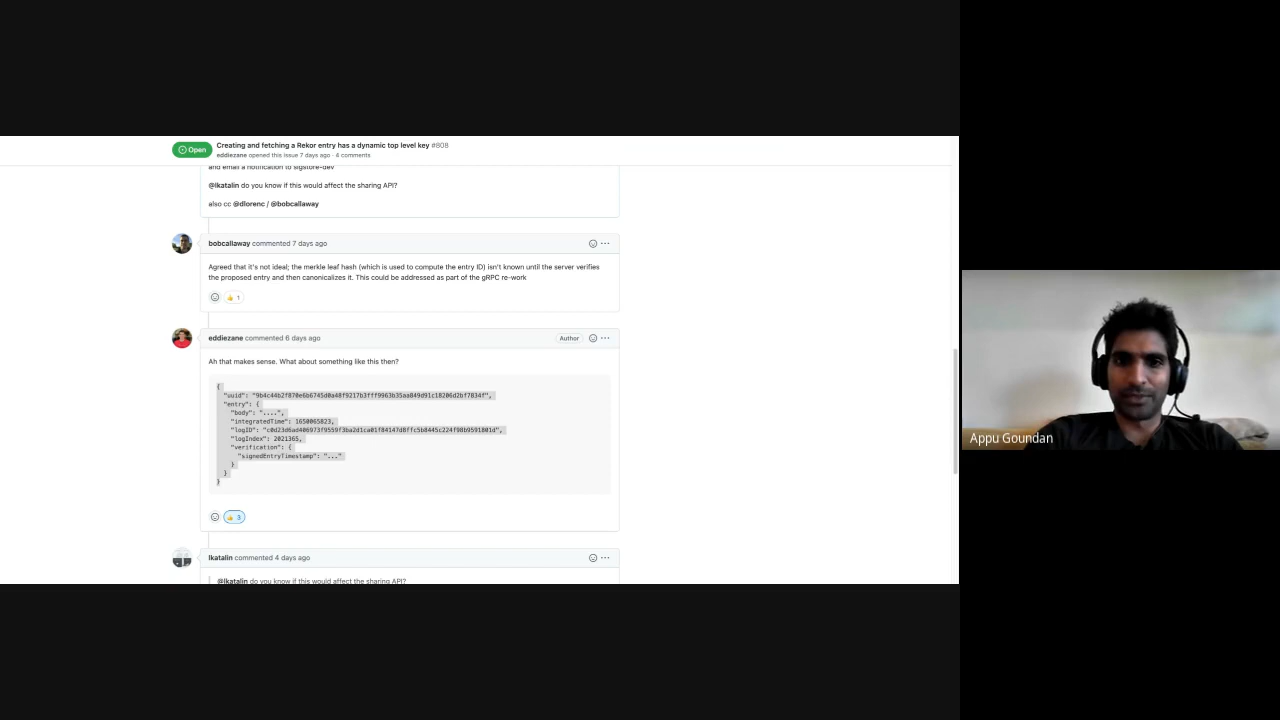 Open
Creating and fetching a Rekor entry has a dynamic top level key #808
eddiezane opened this issue 7 days ago · 4 comments
and email a notification to sigstore-dev
@lkatalin do you know if this would affect the sharing API?
also cc @dlorenc / @bobcallaway
bobcallaway commented 7 days ago
Agreed that it's not ideal; the merkle leaf hash (which is used to compute the entry ID) isn't known until the server verifies
the proposed entry and then canonicalizes it. This could be addressed as part of the gRPC re-work
👍 1
eddiezane commented 6 days ago
Author
Ah that makes sense. What about something like this then?
{
"uuid":
"entry": {
"body": "....",
"integratedTime": 1650065823,
"logID":
"logIndex": 2021365,
"verification": {
"signedEntryTimestamp": "..."
}
}
}
👍 3
lkatalin commented 4 days ago
@lkatalin do you know if this would affect the sharing API?
Appu Goundan